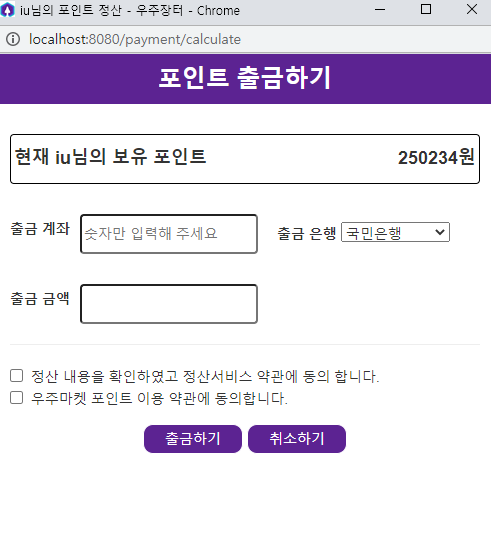 iu님의 포인트 정산 - 우주장터 - Chrome
localhost:8080/payment/calculate
포인트 출금하기
현재 iu님의 보유 포인트 250234원
출금 계좌 숫자만 입력해 주세요 출금 은행 국민은행
출금 금액
정산 내용을 확인하였고 정산서비스 약관에 동의 합니다.
우주마켓 포인트 이용 약관에 동의합니다.
출금하기 취소하기